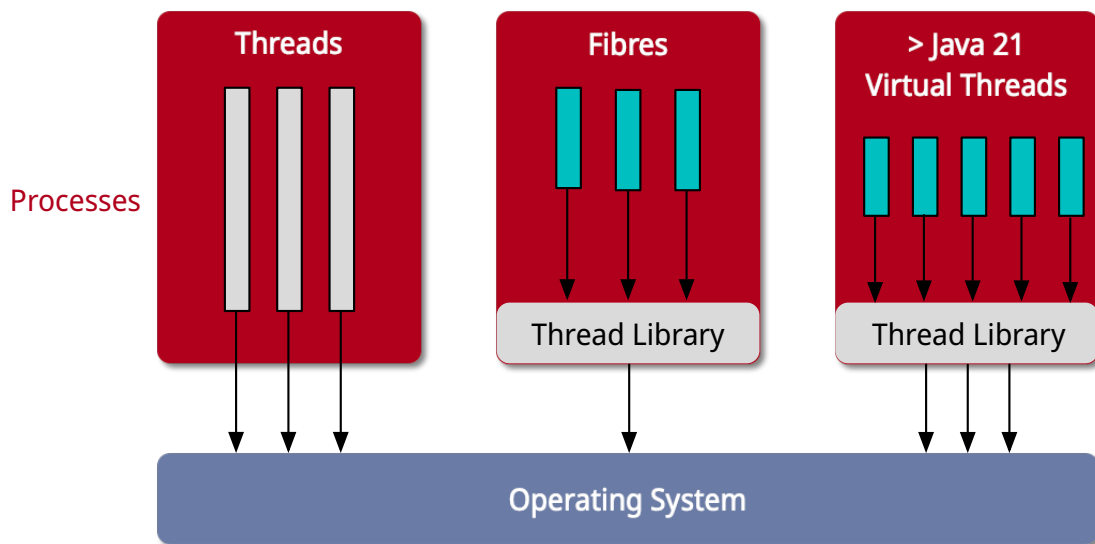 Threads
Fibres
> Java 21
Virtual Threads
Processes
Thread Library
Thread Library
Operating System